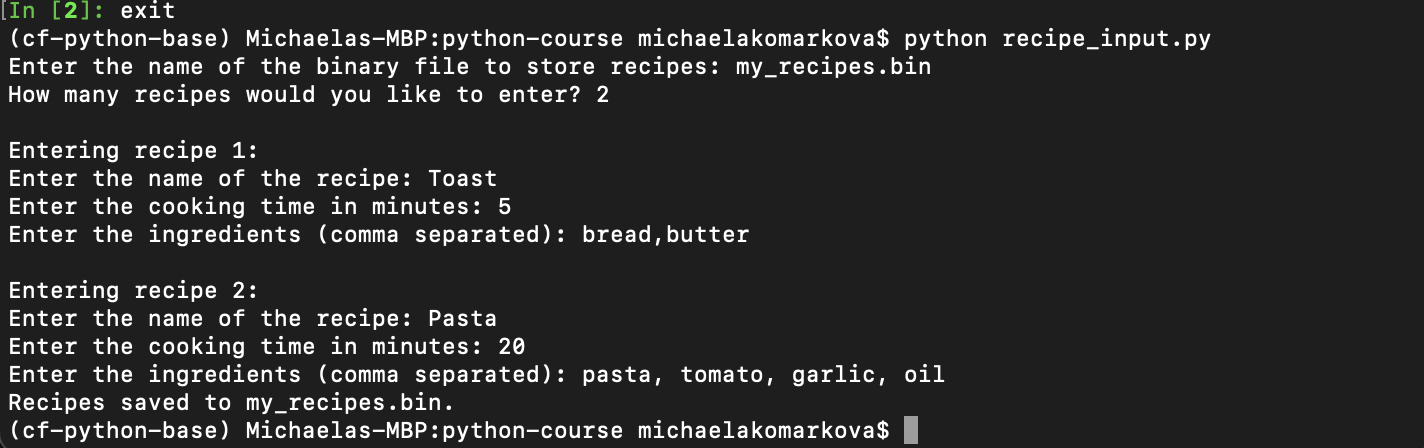 [In [2]: exit
(cf-python-base) Michaelas-MBP:python-course michaelakomarkova$ python recipe_input.py
Enter the name of the binary file to store recipes: my_recipes.bin
How many recipes would you like to enter? 2
Entering recipe 1:
Enter the name of the recipe: Toast
Enter the cooking time in minutes: 5
Enter the ingredients (comma separated): bread,butter
Entering recipe 2:
Enter the name of the recipe: Pasta
Enter the cooking time in minutes: 20
Enter the ingredients (comma separated): pasta, tomato, garlic, oil
Recipes saved to my_recipes.bin.
(cf-python-base) Michaelas-MBP:python-course michaelakomarkova$